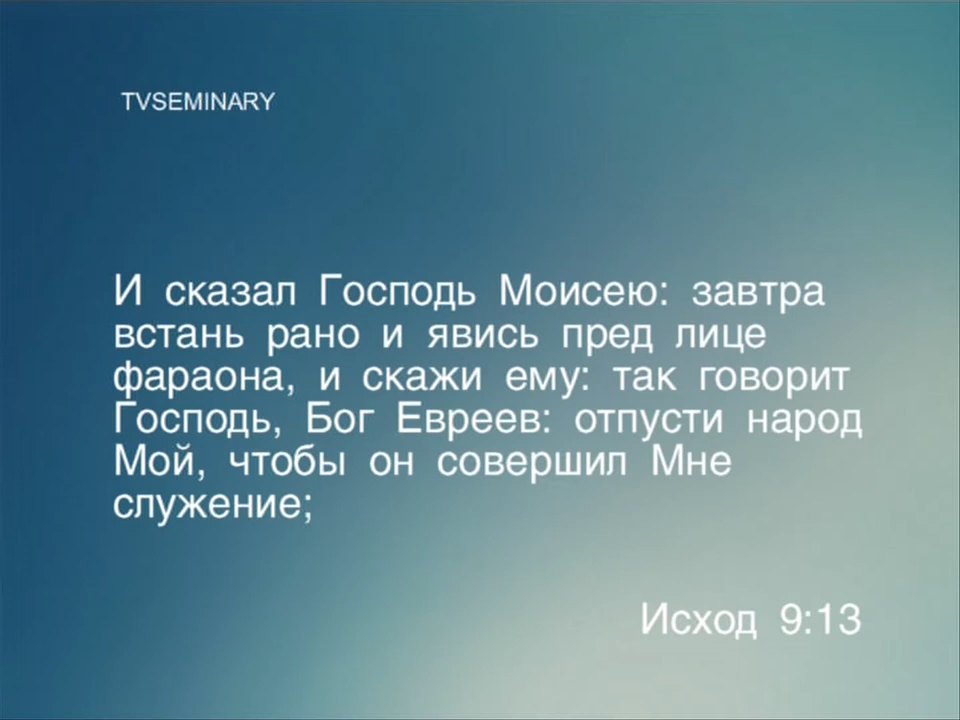 TVSEMINARY
И сказал Господь Моисею: завтра
встань рано и явись пред лице
фараона, и скажи ему: так говорит
Господь, Бог Евреев: отпусти народ
Мой, чтобы он совершил Мне
служение;
Исход 9:13